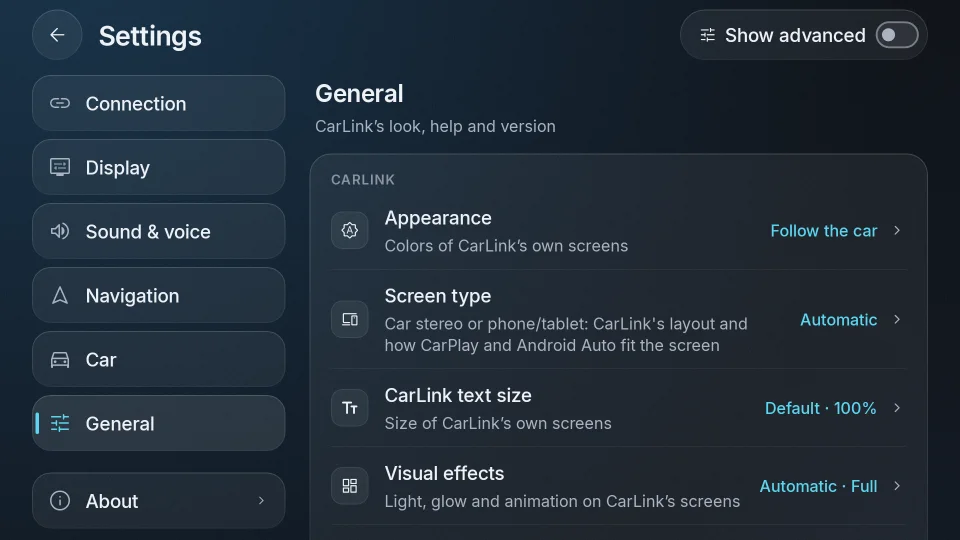 Settings
Show advanced
Connection
Display
Sound & voice
Navigation
Car
General
About
General
CarLink’s look, help and version
CARLINK
Appearance
Colors of CarLink’s own screens
Follow the car
Screen type
Car stereo or phone/tablet: CarLink's layout and
how CarPlay and Android Auto fit the screen
Automatic
CarLink text size
Size of CarLink’s own screens
Default · 100%
Visual effects
Light, glow and animation on CarLink’s screens
Automatic · Full